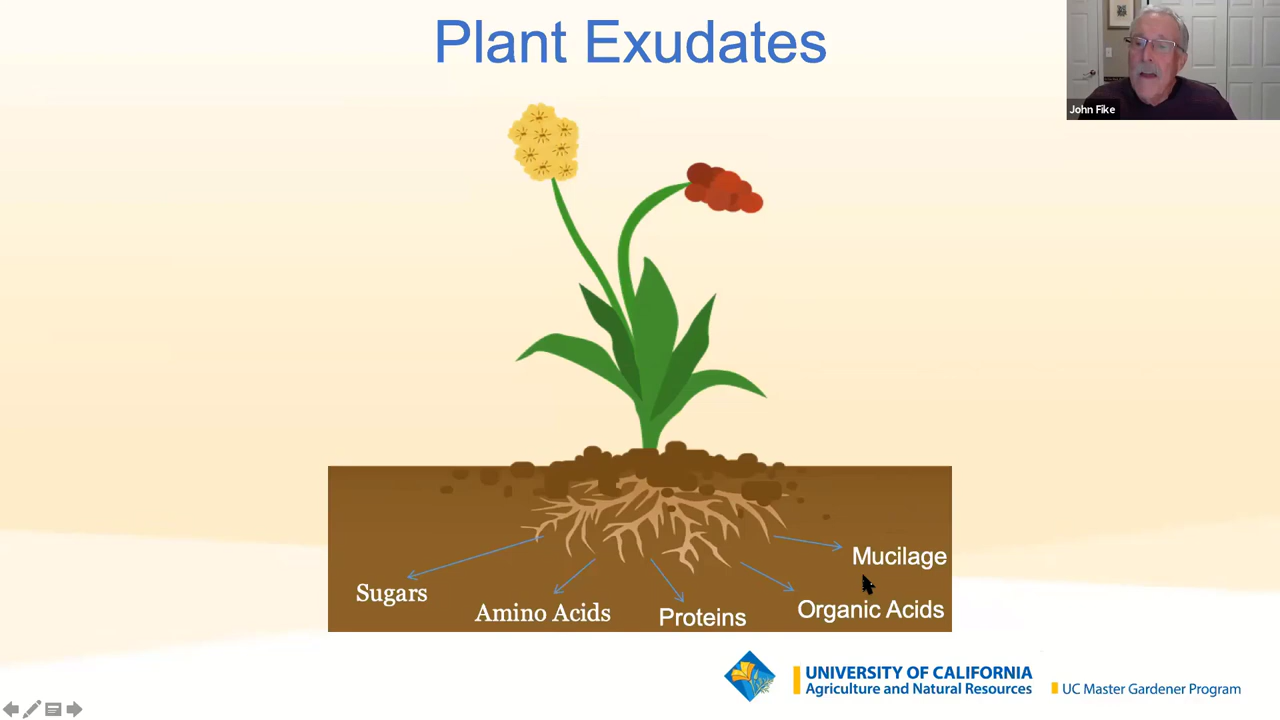 Plant Exudates
John Fike
Mucilage
Sugars
Amino Acids
Proteins
Organic Acids
UNIVERSITY OF CALIFORNIA
Agriculture and Natural Resources
UC Master Gardener Program